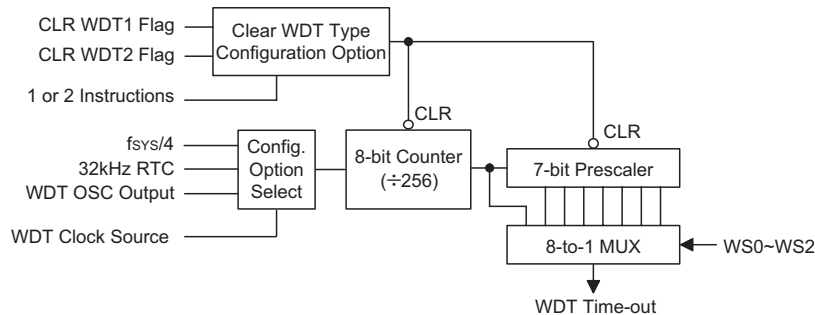 CLR WDT1 Flag
CLR WDT2 Flag
1 or 2 Instructions
Clear WDT Type
Configuration Option
CLR
CLR
fSYS/4
32kHz RTC
WDT OSC Output
WDT Clock Source
Config.
Option
Select
8-bit Counter
(÷256)
7-bit Prescaler
8-to-1 MUX
WS0~WS2
WDT Time-out